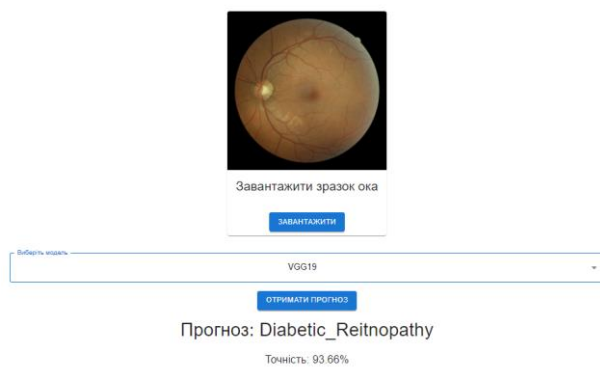 Завантажити зразок ока
ЗАВАНТАЖИТИ
Виберіть модель
VGG19
ОТРИМАТИ ПРОГНОЗ
Прогноз: Diabetic_Reitnopathy
Точність: 93.66%